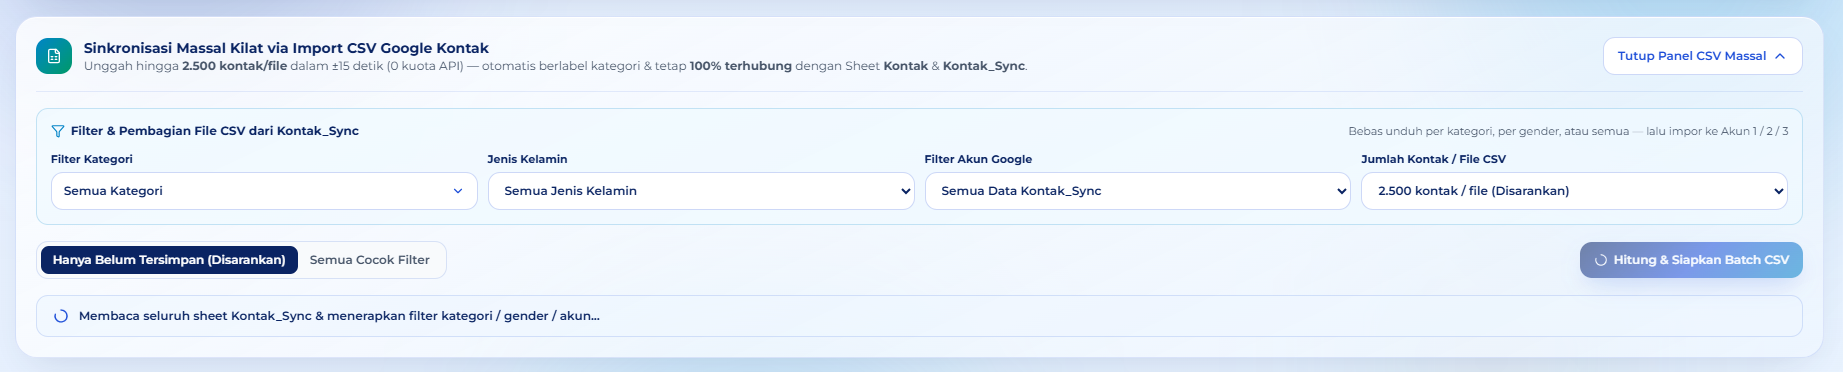 Sinkronisasi Massal Kilat via Import CSV Google Kontak
Unggah hingga 2.500 kontak/file dalam ±15 detik (0 kuota API) — otomatis berlabel kategori & tetap 100% terhubung dengan Sheet Kontak & Kontak_Sync.
Tutup Panel CSV Massal
Filter & Pembagian File CSV dari Kontak_Sync
Bebas unduh per kategori, per gender, atau semua — lalu impor ke Akun 1 / 2 / 3
Filter Kategori
Jenis Kelamin
Filter Akun Google
Jumlah Kontak / File CSV
Semua Kategori
Semua Jenis Kelamin
Semua Data Kontak_Sync
2.500 kontak / file (Disarankan)
Hanya Belum Tersimpan (Disarankan)
Semua Cocok Filter
Hitung & Siapkan Batch CSV
Membaca seluruh sheet Kontak_Sync & menerapkan filter kategori / gender / akun...